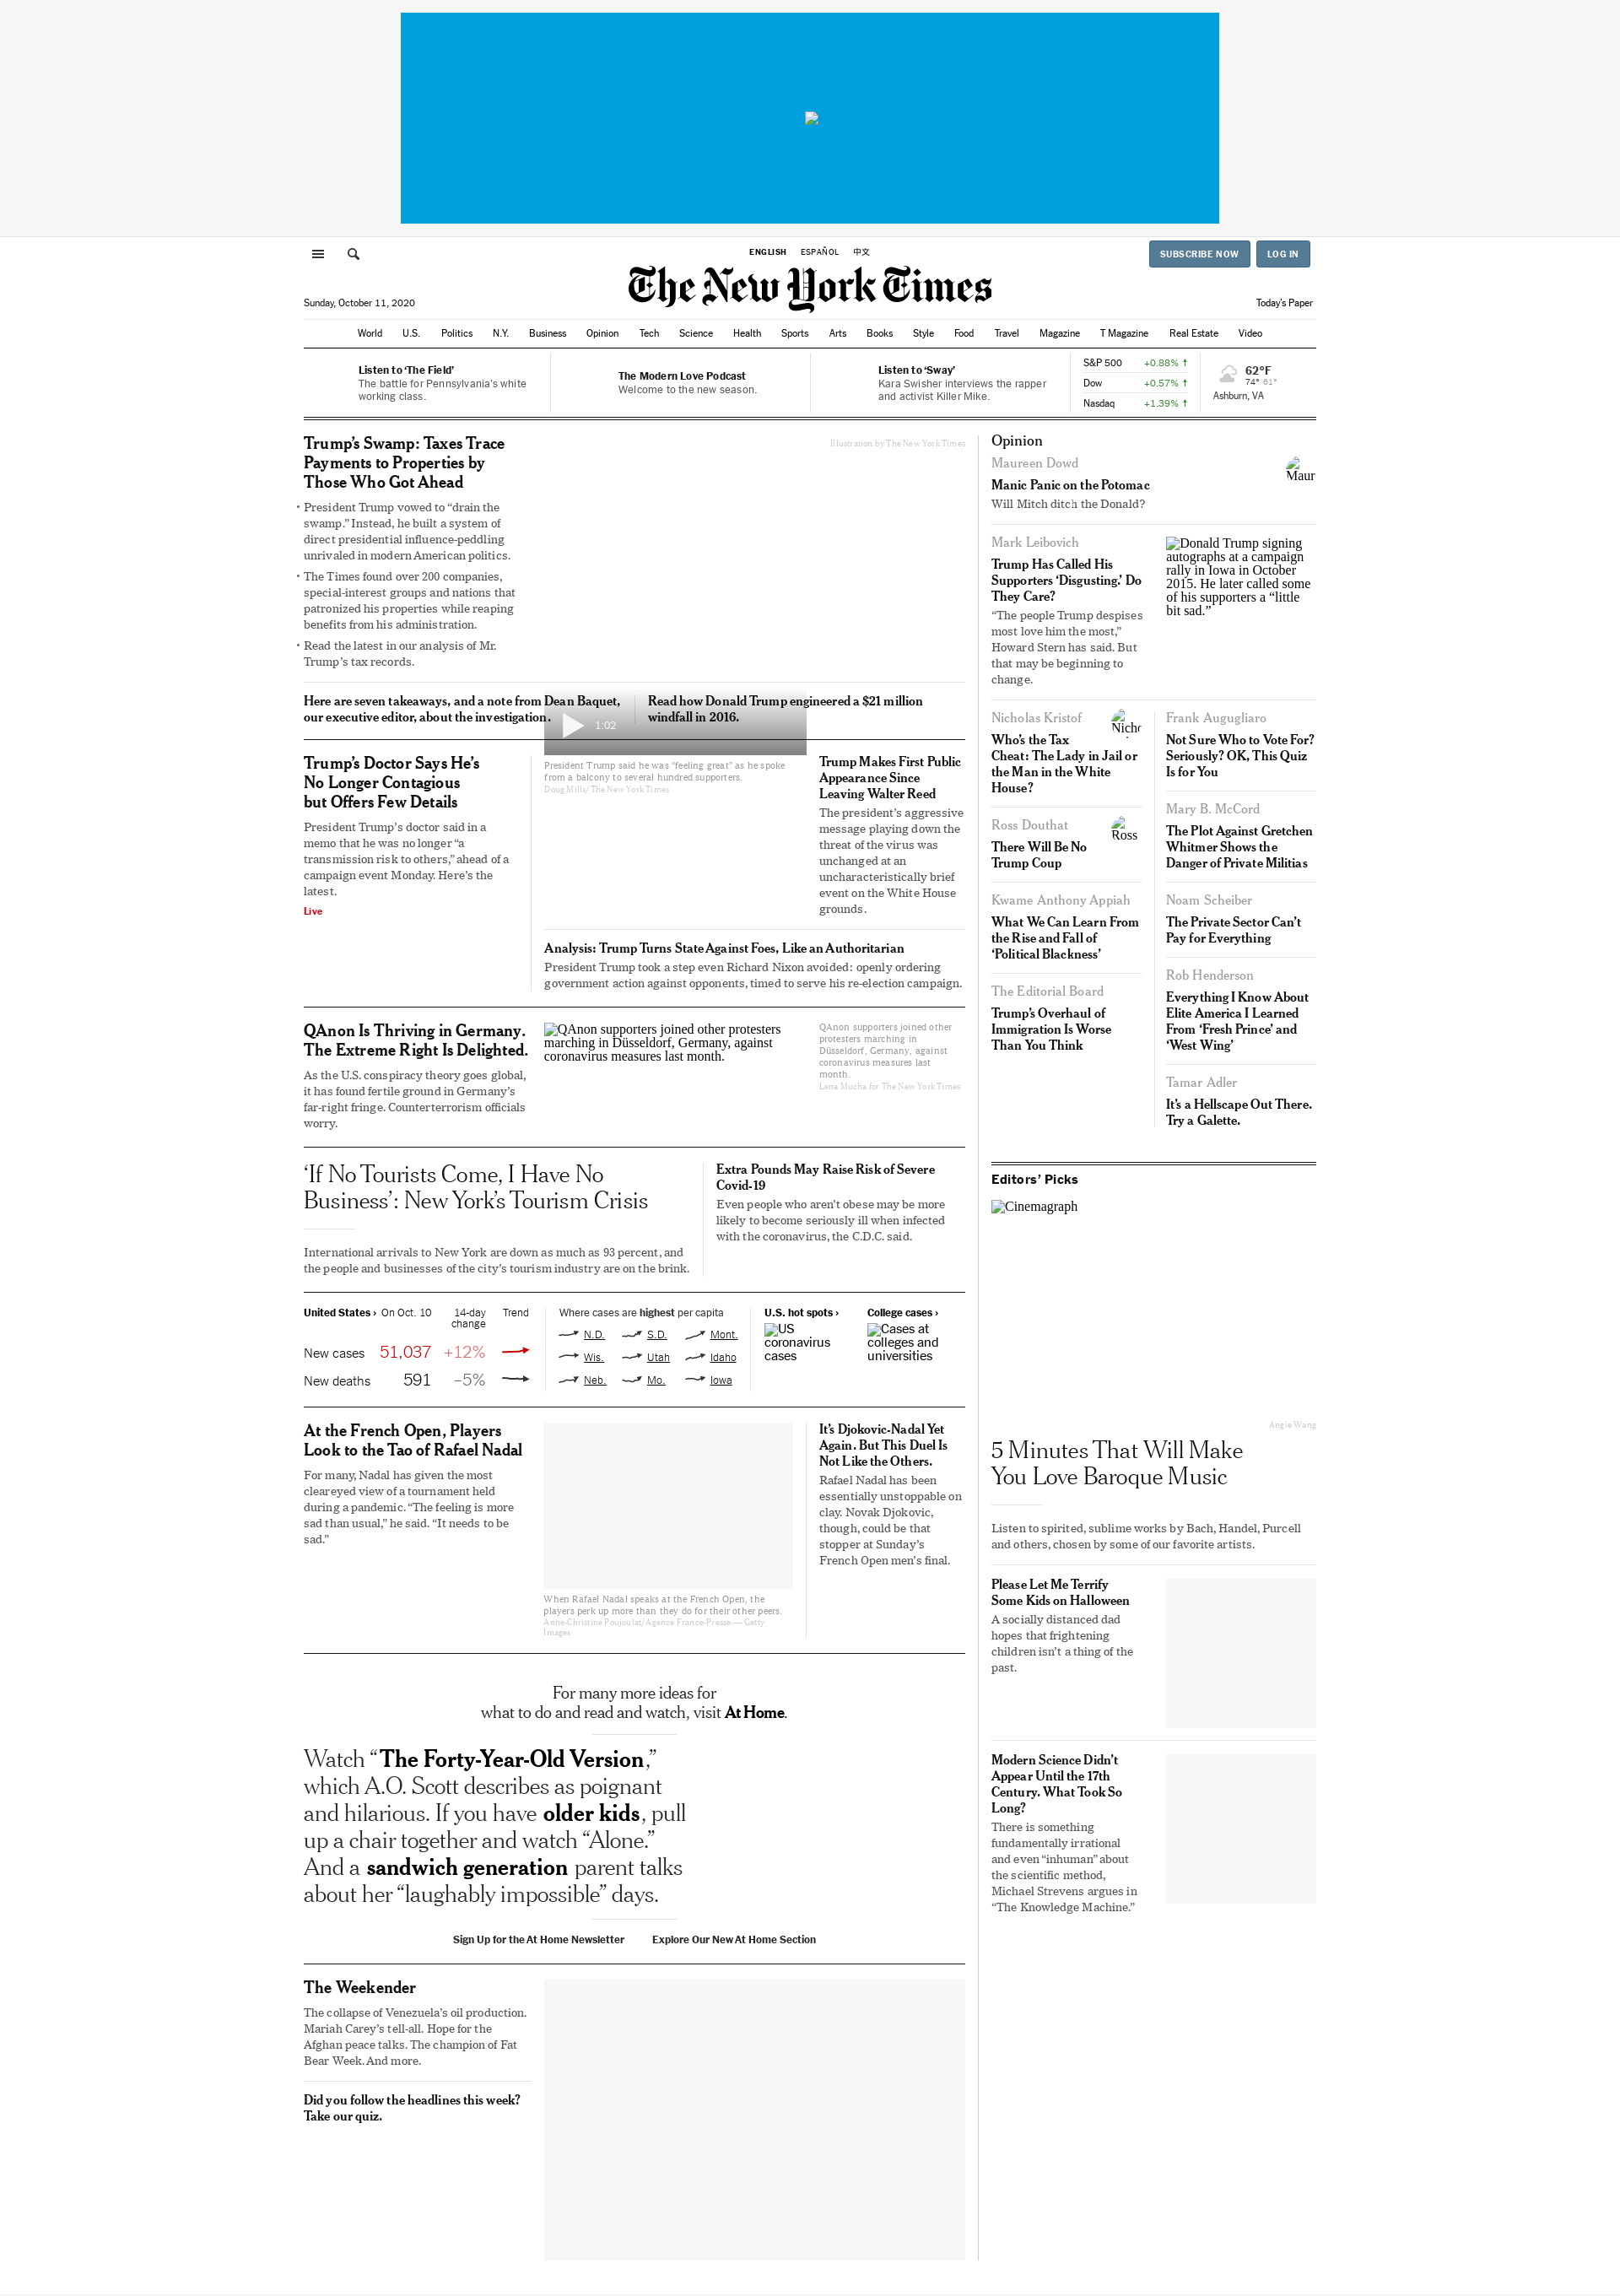 ENGLISH ESPAÑOL 中文
SUBSCRIBE NOW LOG IN
The New York Times
Sunday, October 11, 2020
Today's Paper
World U.S. Politics N.Y. Business Opinion Tech Science Health Sports Arts Books Style Food Travel Magazine T Magazine Real Estate Video
Listen to ‘The Field’
The battle for Pennsylvania's white
working class.
The Modern Love Podcast
Welcome to the new season.
Listen to ‘Sway’
Kara Swisher interviews the rapper
and activist Killer Mike.
S&P 500 +0.88% ↑
Dow +0.57% ↑
Nasdaq +1.39% ↑
62°F
74° 61°
Ashburn, VA
Trump’s Swamp: Taxes Trace
Payments to Properties by
Those Who Got Ahead
• President Trump vowed to “drain the
swamp.” Instead, he built a system of
direct presidential influence-peddling
unrivaled in modern American politics.
• The Times found over 200 companies,
special-interest groups and nations that
patronized his properties while reaping
benefits from his administration.
• Read the latest in our analysis of Mr.
Trump’s tax records.
Illustration by The New York Times
Here are seven takeaways, and a note from Dean Baquet,
our executive editor, about the investigation.
Read how Donald Trump engineered a $21 million
windfall in 2016.
1:02
Trump’s Doctor Says He’s
No Longer Contagious
but Offers Few Details
President Trump’s doctor said in a
memo that he was no longer “a
transmission risk to others,” ahead of a
campaign event Monday. Here’s the
latest.
Live
President Trump said he was “feeling great” as he spoke
from a balcony to several hundred supporters.
Doug Mills/The New York Times
Trump Makes First Public
Appearance Since
Leaving Walter Reed
The president’s aggressive
message playing down the
threat of the virus was
unchanged at an
uncharacteristically brief
event on the White House
grounds.
Analysis: Trump Turns State Against Foes, Like an Authoritarian
President Trump took a step even Richard Nixon avoided: openly ordering
government action against opponents, timed to serve his re-election campaign.
QAnon Is Thriving in Germany.
The Extreme Right Is Delighted.
As the U.S. conspiracy theory goes global,
it has found fertile ground in Germany’s
far-right fringe. Counterterrorism officials
worry.
QAnon supporters joined other protesters
marching in Düsseldorf, Germany, against
coronavirus measures last month.
QAnon supporters joined other
protesters marching in
Düsseldorf, Germany, against
coronavirus measures last
month.
Lena Mucha for The New York Times
‘If No Tourists Come, I Have No
Business’: New York’s Tourism Crisis
International arrivals to New York are down as much as 93 percent, and
the people and businesses of the city’s tourism industry are on the brink.
Extra Pounds May Raise Risk of Severe
Covid-19
Even people who aren’t obese may be more
likely to become seriously ill when infected
with the coronavirus, the C.D.C. said.
United States › On Oct. 10 14-day
change Trend
New cases 51,037 +12%
New deaths 591 –5%
Where cases are highest per capita
N.D. S.D. Mont.
Wis. Utah Idaho
Neb. Mo. Iowa
U.S. hot spots ›
US
coronavirus
cases
College cases ›
Cases at
colleges and
universities
At the French Open, Players
Look to the Tao of Rafael Nadal
For many, Nadal has given the most
cleareyed view of a tournament held
during a pandemic. “The feeling is more
sad than usual,” he said. “It needs to be
sad.”
When Rafael Nadal speaks at the French Open, the
players perk up more than they do for their other peers.
Anne-Christine Poujoulat/Agence France-Presse — Getty
Images
It’s Djokovic-Nadal Yet
Again. But This Duel Is
Not Like the Others.
Rafael Nadal has been
essentially unstoppable on
clay. Novak Djokovic,
though, could be that
stopper at Sunday’s
French Open men’s final.
For many more ideas for
what to do and read and watch, visit At Home.
Watch “The Forty-Year-Old Version,”
which A.O. Scott describes as poignant
and hilarious. If you have older kids, pull
up a chair together and watch “Alone.”
And a sandwich generation parent talks
about her “laughably impossible” days.
Sign Up for the At Home Newsletter
Explore Our New At Home Section
The Weekender
The collapse of Venezuela’s oil production.
Mariah Carey’s tell-all. Hope for the
Afghan peace talks. The champion of Fat
Bear Week. And more.
Did you follow the headlines this week?
Take our quiz.
Opinion
Maureen Dowd
Manic Panic on the Potomac
Will Mitch ditch the Donald?
Maur
Mark Leibovich
Trump Has Called His
Supporters ‘Disgusting.’ Do
They Care?
“The people Trump despises
most love him the most,”
Howard Stern has said. But
that may be beginning to
change.
Donald Trump signing
autographs at a campaign
rally in Iowa in October
2015. He later called some
of his supporters a “little
bit sad.”
Nicholas Kristof
Who’s the Tax
Cheat: The Lady in Jail or
the Man in the White
House?
Nicho
Ross Douthat
There Will Be No
Trump Coup
Ross
Kwame Anthony Appiah
What We Can Learn From
the Rise and Fall of
‘Political Blackness’
The Editorial Board
Trump’s Overhaul of
Immigration Is Worse
Than You Think
Frank Augugliaro
Not Sure Who to Vote For?
Seriously? OK, This Quiz
Is for You
Mary B. McCord
The Plot Against Gretchen
Whitmer Shows the
Danger of Private Militias
Noam Scheiber
The Private Sector Can’t
Pay for Everything
Rob Henderson
Everything I Know About
Elite America I Learned
From ‘Fresh Prince’ and
‘West Wing’
Tamar Adler
It’s a Hellscape Out There.
Try a Galette.
Editors’ Picks
Cinemagraph
Angie Wang
5 Minutes That Will Make
You Love Baroque Music
Listen to spirited, sublime works by Bach, Handel, Purcell
and others, chosen by some of our favorite artists.
Please Let Me Terrify
Some Kids on Halloween
A socially distanced dad
hopes that frightening
children isn’t a thing of the
past.
Modern Science Didn’t
Appear Until the 17th
Century. What Took So
Long?
There is something
fundamentally irrational
and even “inhuman” about
the scientific method,
Michael Strevens argues in
“The Knowledge Machine.”